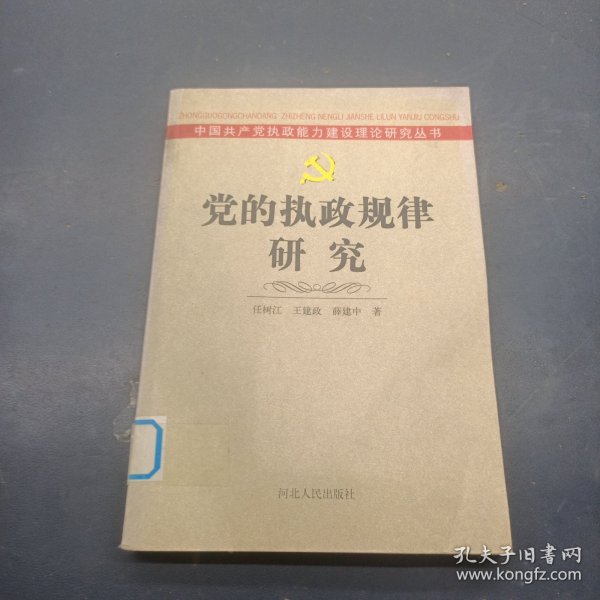 ZHONGGUOGONGCHANDANG ZHIZHENG NENGLI JIANSHE LILUN YANJIU CONGSHU
中国共产党执政能力建设理论研究丛书
党的执政规律
研究
任树江 王建政 薛建中 著
河北人民出版社
孔夫子旧书网
www.kongfz.com